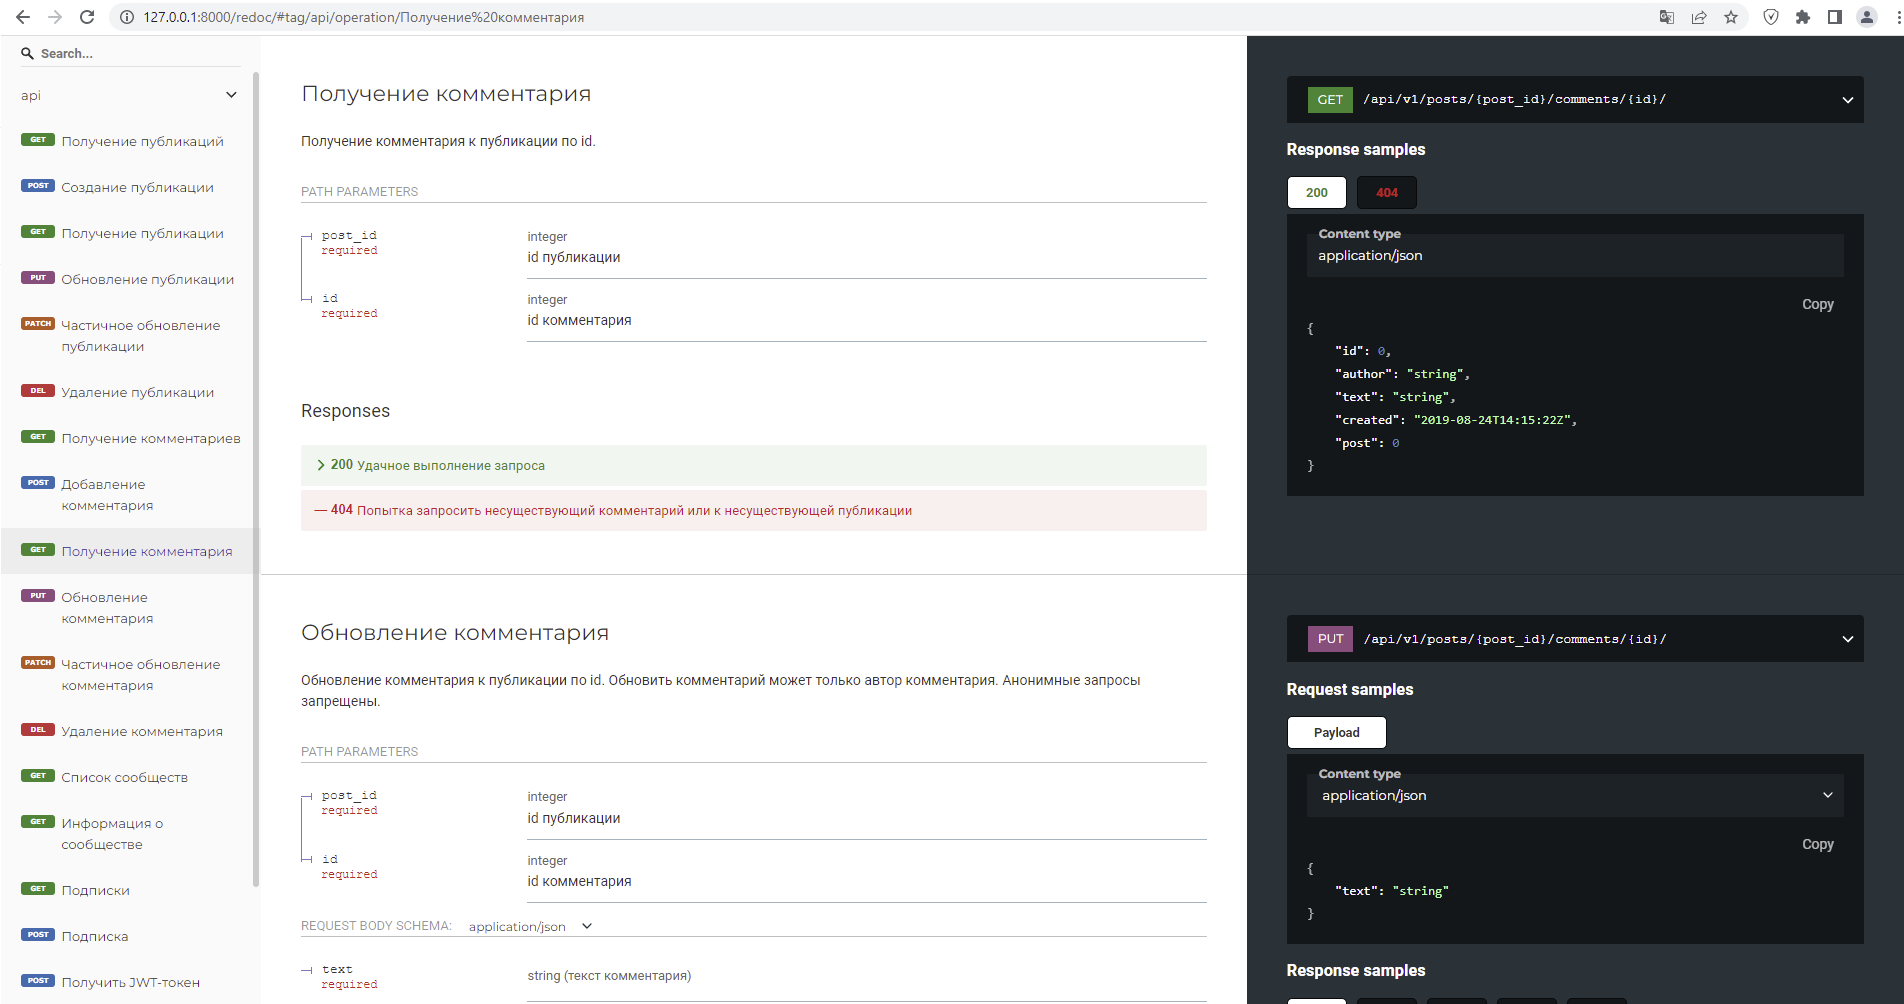 127.0.0.1:8000/redoc/#tag/api/operation/Получение%20комментария
Search...
api
GET Получение публикаций
POST Создание публикации
GET Получение публикации
PUT Обновление публикации
PATCH Частичное обновление
публикации
DEL Удаление публикации
GET Получение комментариев
POST Добавление
комментария
GET Получение комментария
PUT Обновление
комментария
PATCH Частичное обновление
комментария
DEL Удаление комментария
GET Список сообществ
GET Информация о
сообществе
GET Подписки
POST Подписка
POST Получить JWT-токен
Получение комментария
Получение комментария к публикации по id.
PATH PARAMETERS
post_id
required
integer
id публикации
id
required
integer
id комментария
Responses
200 Удачное выполнение запроса
— 404 Попытка запросить несуществующий комментарий или к несуществующей публикации
GET /api/v1/posts/{post_id}/comments/{id}/
Response samples
200 404
Content type
application/json
Copy
{
"id": 0,
"author": "string",
"text": "string",
"created": "2019-08-24T14:15:22Z",
"post": 0
}
Обновление комментария
Обновление комментария к публикации по id. Обновить комментарий может только автор комментария. Анонимные запросы
запрещены.
PATH PARAMETERS
post_id
required
integer
id публикации
id
required
integer
id комментария
REQUEST BODY SCHEMA: application/json
text
required
string (текст комментария)
PUT /api/v1/posts/{post_id}/comments/{id}/
Request samples
Payload
Content type
application/json
Copy
{
"text": "string"
}
Response samples